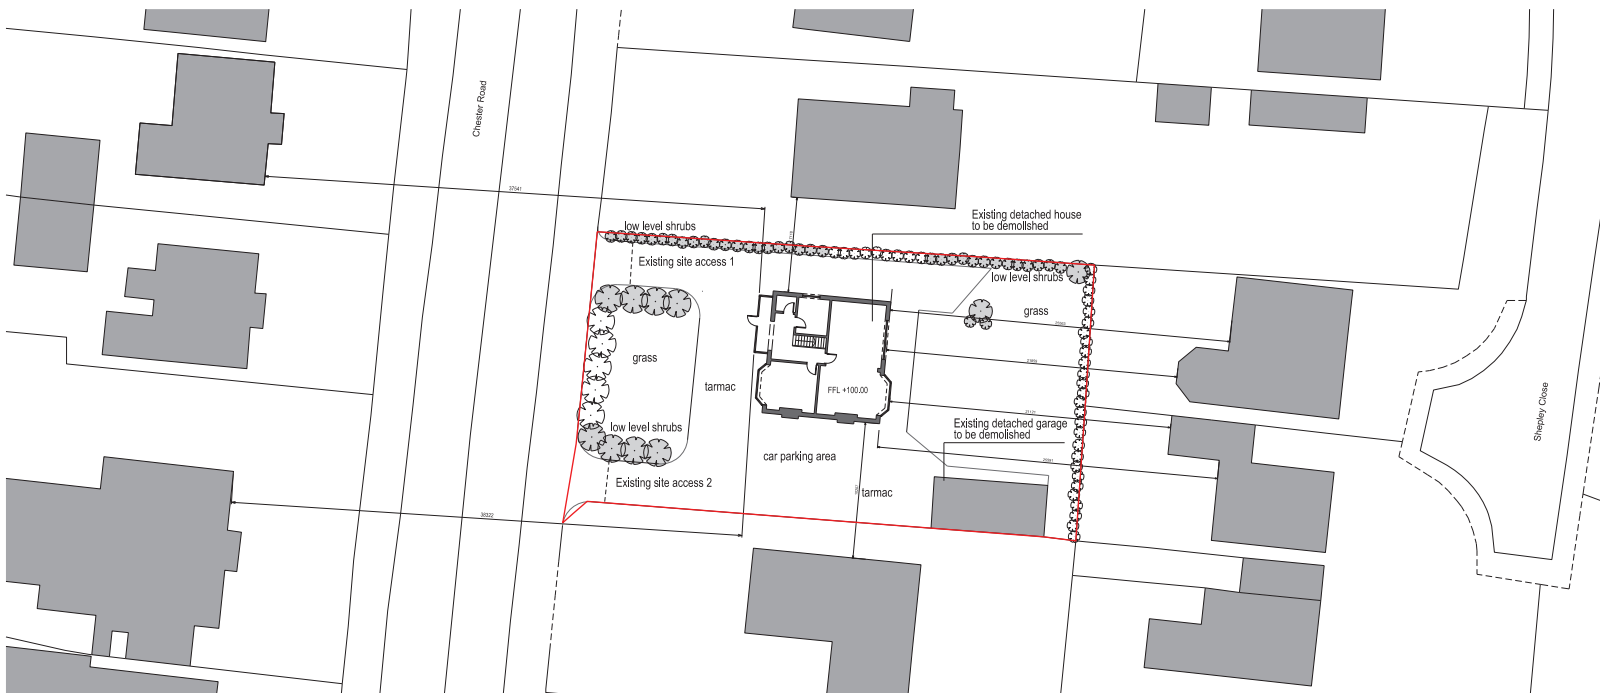 Chester Road
37541
low level shrubs
Existing detached house
to be demolished
Existing site access 1
low level shrubs
grass
grass
tarmac
FFL +100.00
Shepley Close
low level shrubs
Existing detached garage
to be demolished
car parking area
Existing site access 2
tarmac
38322